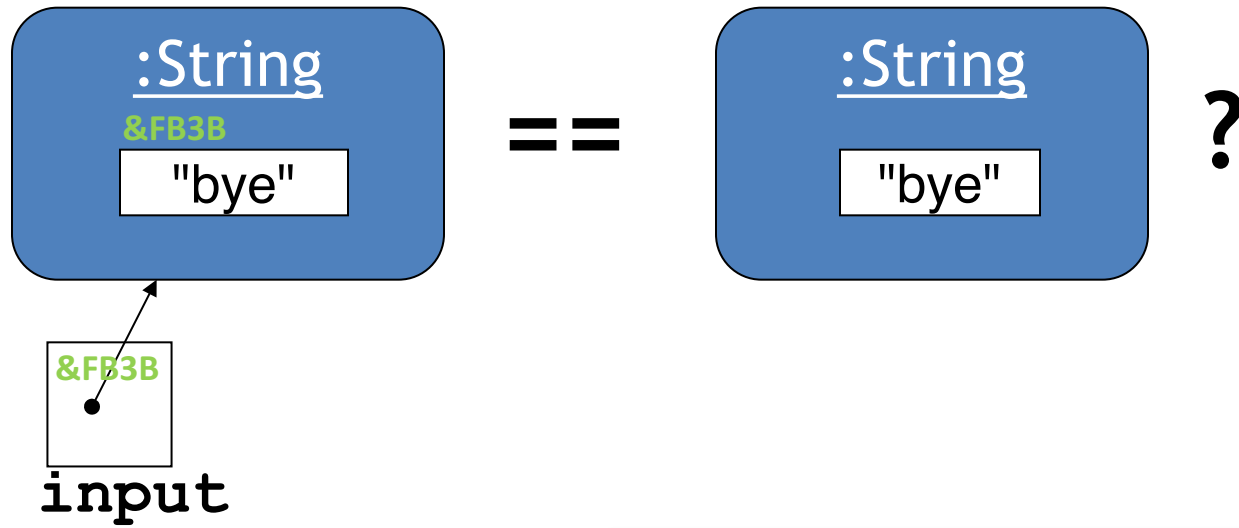 :String
&FB3B
"bye"
==
:String
"bye"
?
&FB3B
input